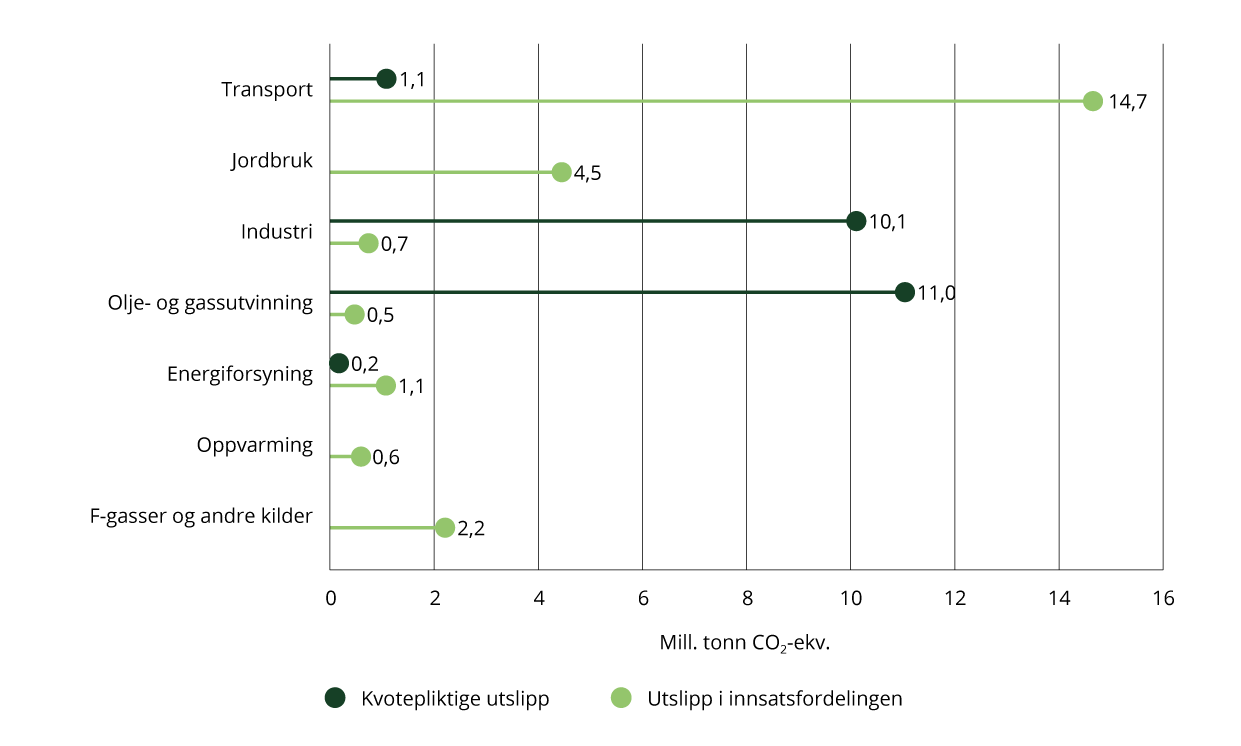 Transport
1,1
14,7
Jordbruk
4,5
Industri
10,1
0,7
Olje- og gassutvinning
11,0
0,5
Energiforsyning
0,2
1,1
Oppvarming
0,6
F-gasser og andre kilder
2,2
0 2 4 6 8 10 12 14 16
Mill. tonn CO₂-ekv.
Kvotepliktige utslipp Utslipp i innsatsfordelingen